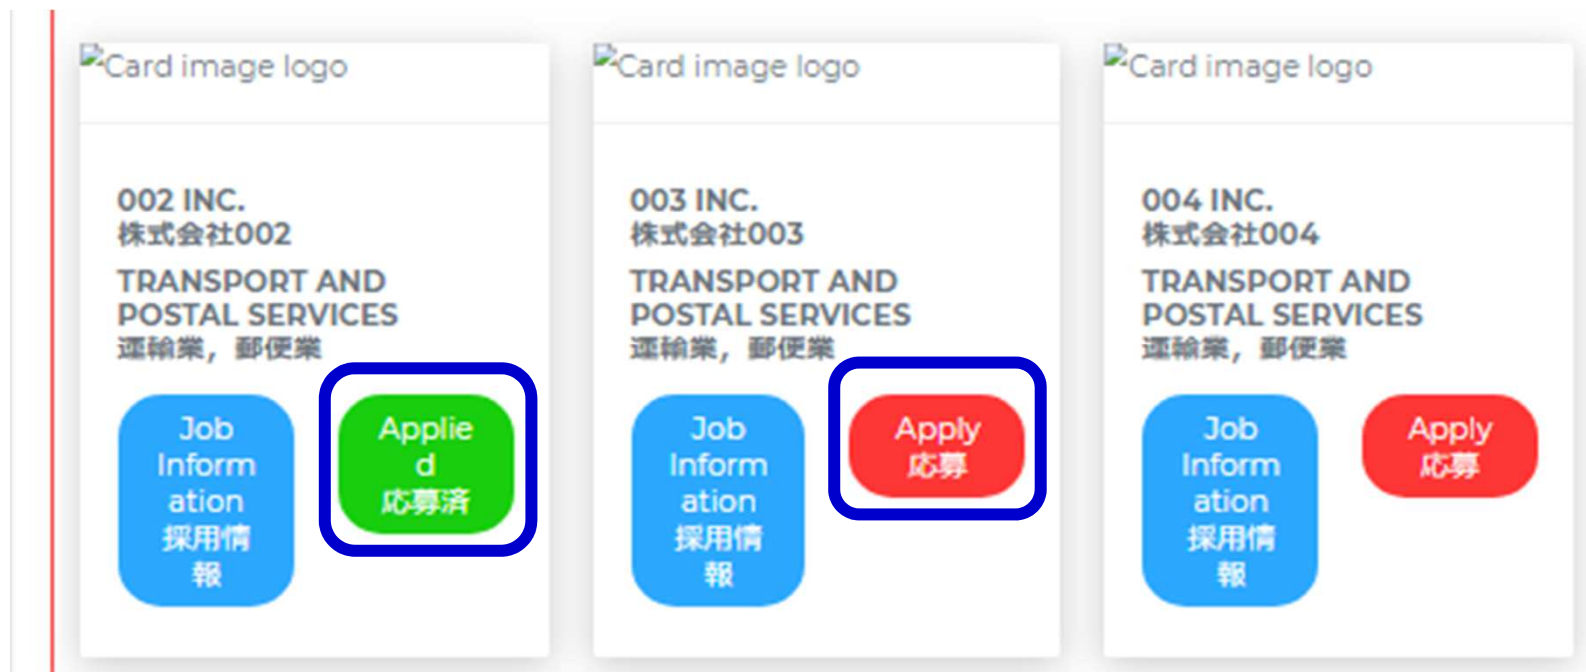 Card image logo
002 INC.
株式会社002
TRANSPORT AND
POSTAL SERVICES
運輸業，郵便業
Job
Inform
ation
採用情
報
Applie
d
応募済
Card image logo
003 INC.
株式会社003
TRANSPORT AND
POSTAL SERVICES
運輸業，郵便業
Job
Inform
ation
採用情
報
Apply
応募
Card image logo
004 INC.
株式会社004
TRANSPORT AND
POSTAL SERVICES
運輸業，郵便業
Job
Inform
ation
採用情
報
Apply
応募